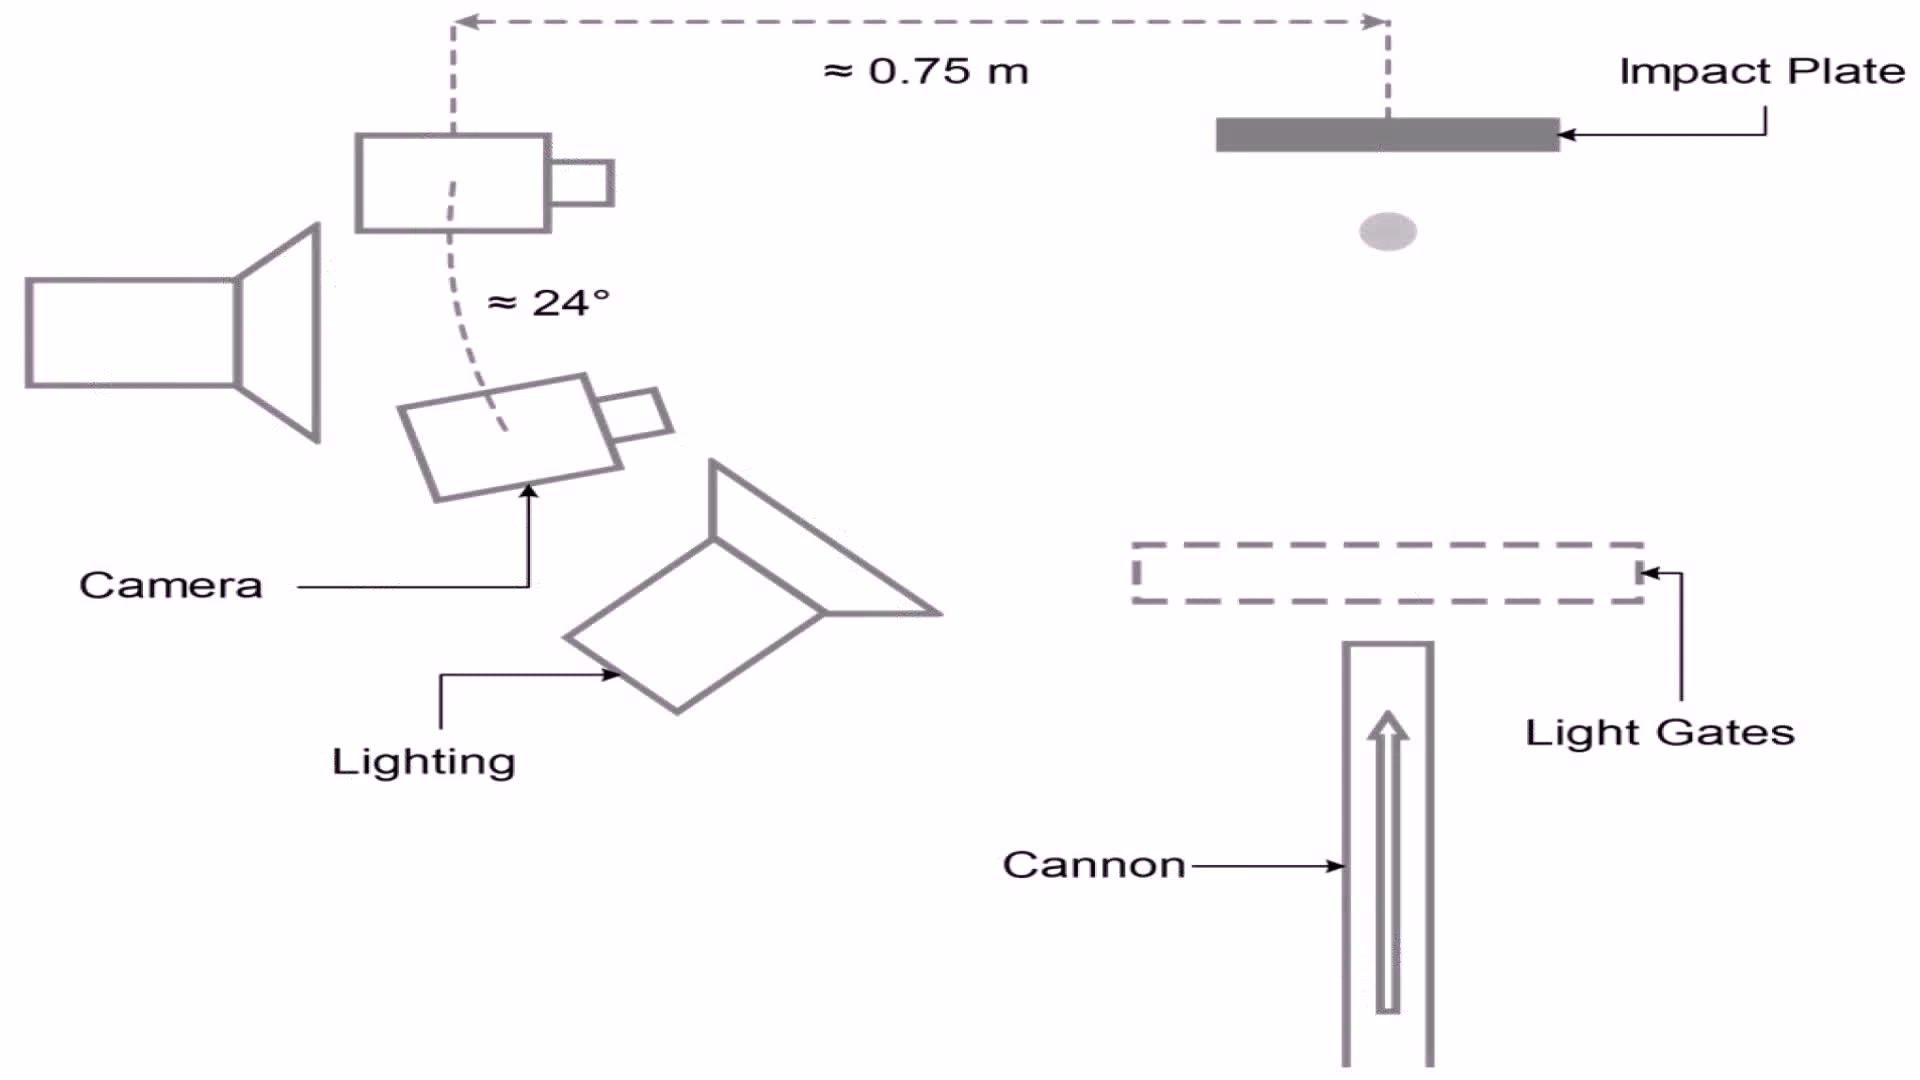 ≈ 0.75 m
Impact Plate
≈ 24°
Camera
Light Gates
Lighting
Cannon